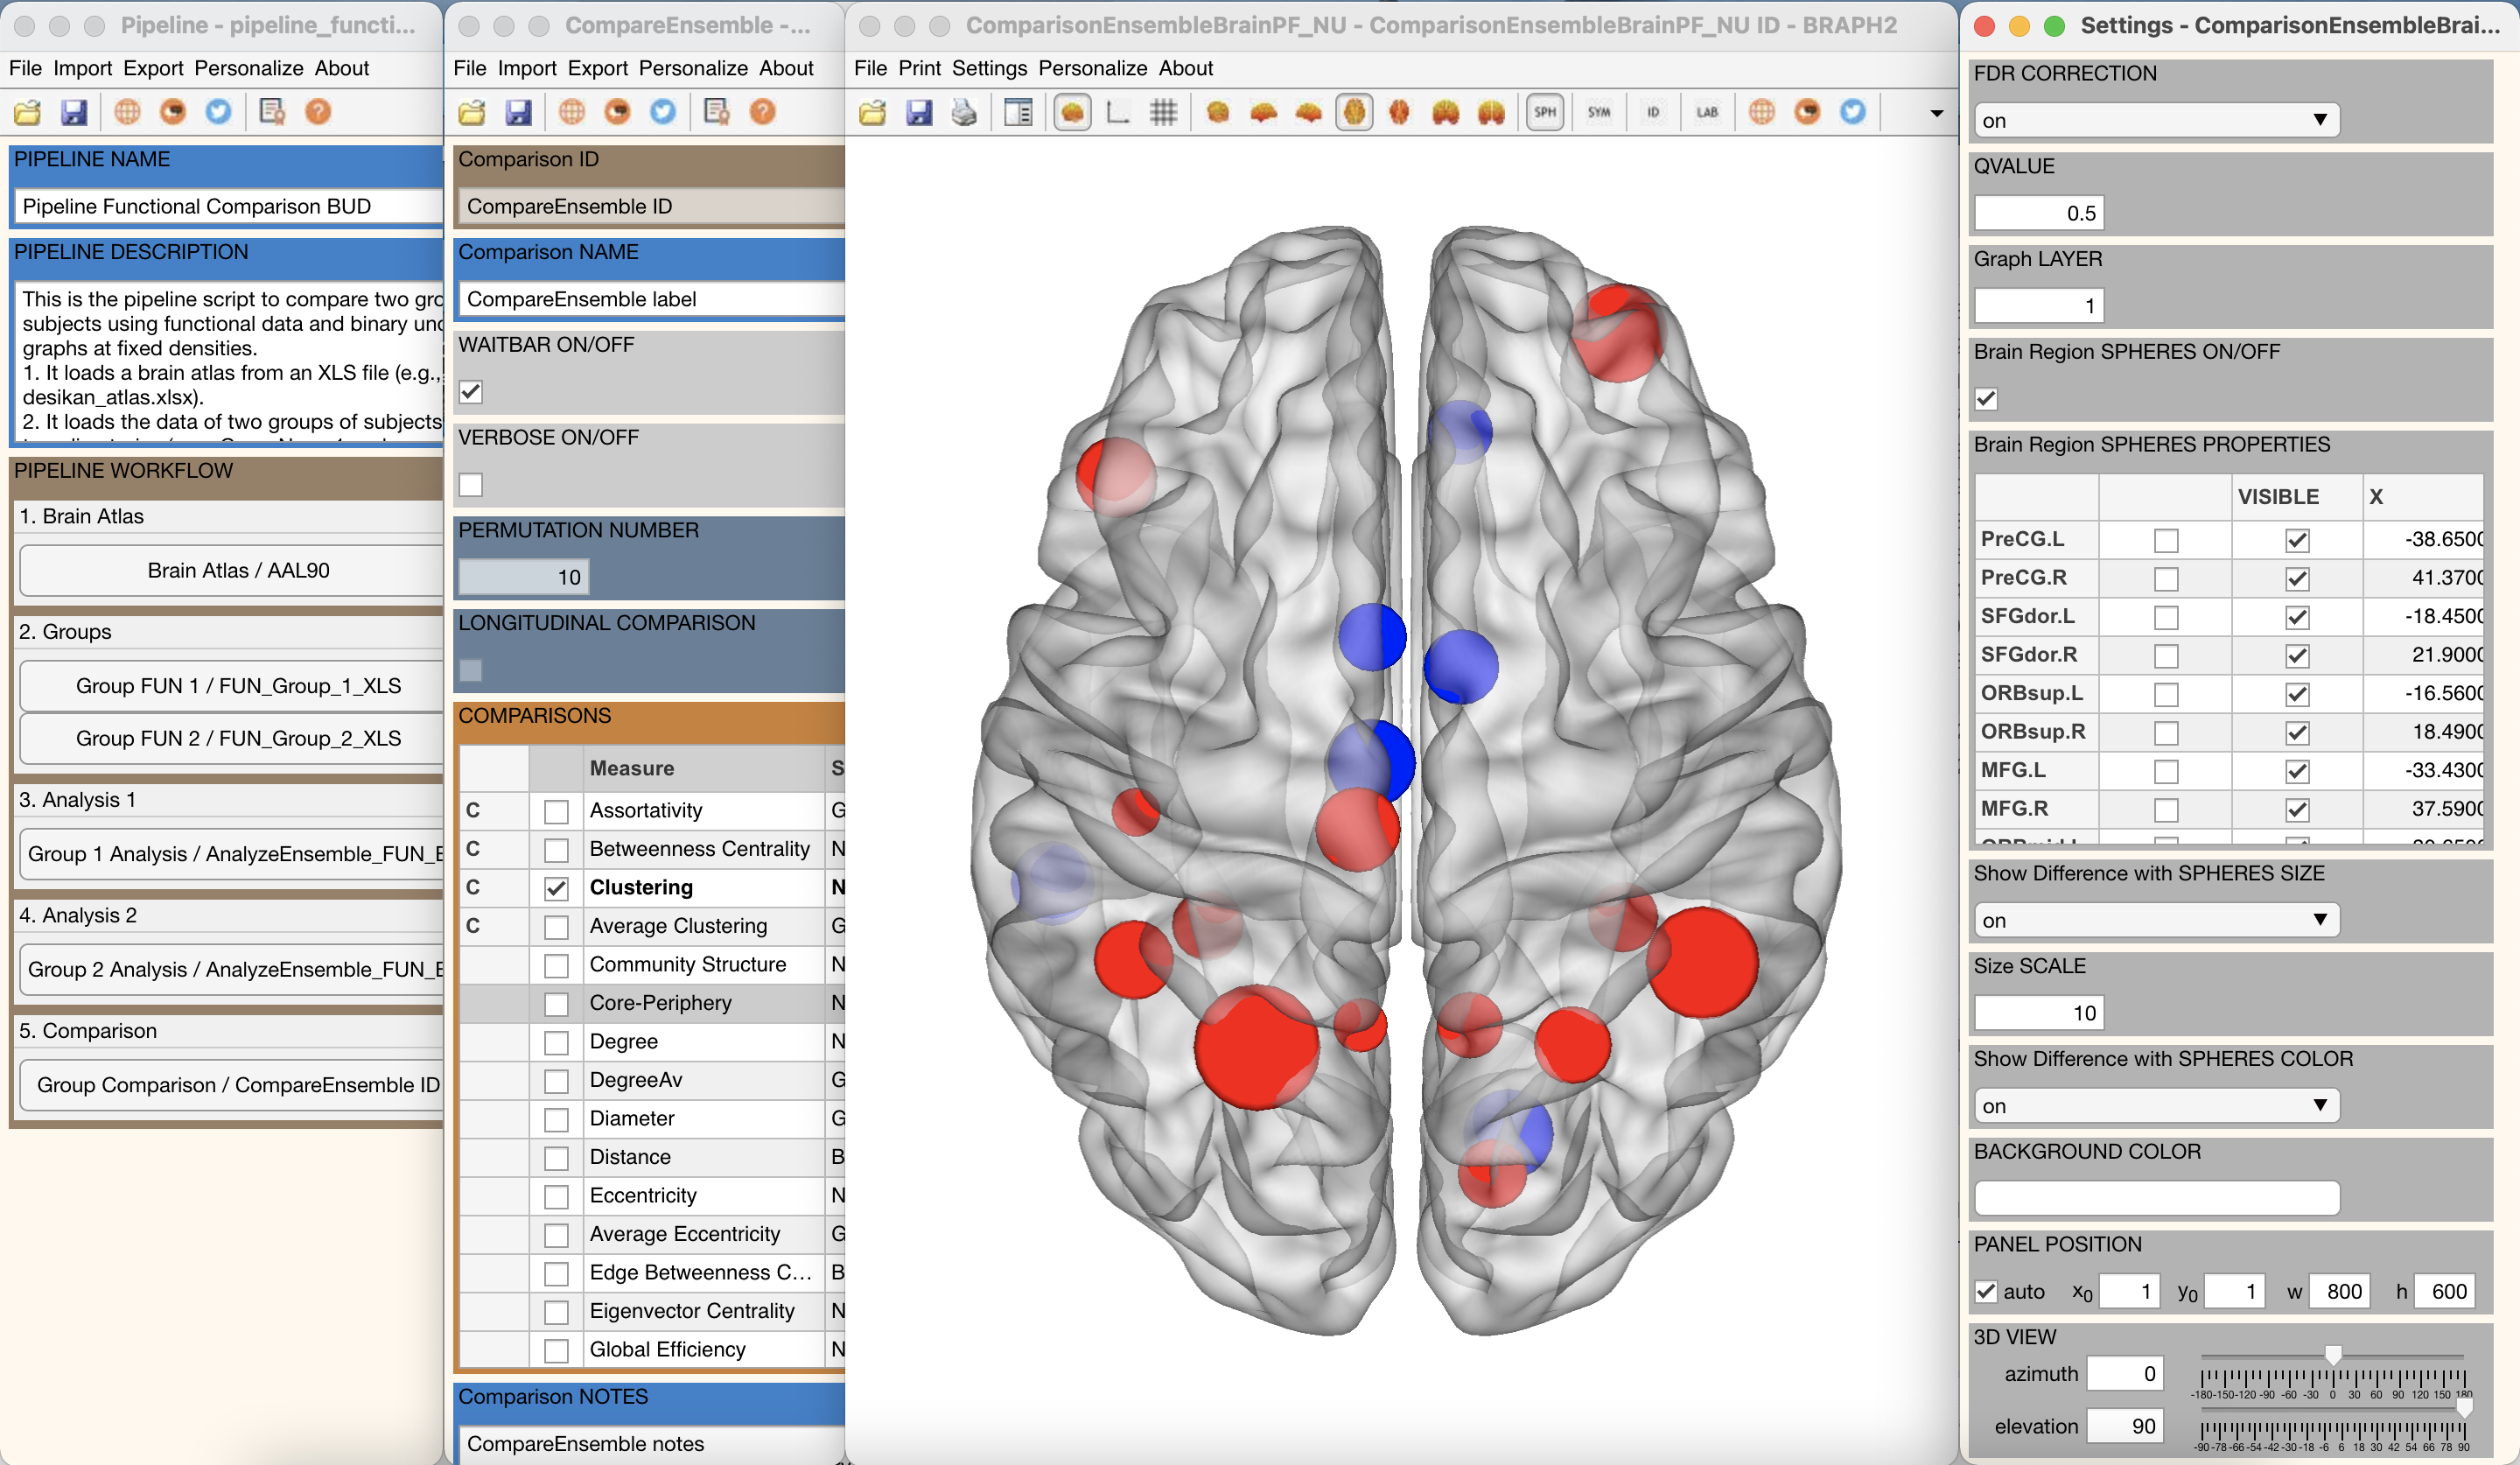 Pipeline - pipeline_functi...
File Import Export Personalize About
PIPELINE NAME
Pipeline Functional Comparison BUD
PIPELINE DESCRIPTION
This is the pipeline script to compare two
subjects using functional data and binary
graphs at fixed densities.
1. It loads a brain atlas from an XLS file (e.g.,
desikan_atlas.xlsx).
2. It loads the data of two groups of subjects
PIPELINE WORKFLOW
1. Brain Atlas
Brain Atlas / AAL90
2. Groups
Group FUN 1 / FUN_Group_1_XLS
Group FUN 2 / FUN_Group_2_XLS
3. Analysis 1
Group 1 Analysis / AnalyzeEnsemble_FUN_
4. Analysis 2
Group 2 Analysis / AnalyzeEnsemble_FUN_
5. Comparison
Group Comparison / CompareEnsemble ID
CompareEnsemble -...
File Import Export Personalize About
Comparison ID
CompareEnsemble ID
Comparison NAME
CompareEnsemble label
WAITBAR ON/OFF
VERBOSE ON/OFF
PERMUTATION NUMBER
10
LONGITUDINAL COMPARISON
COMPARISONS
Measure S
C Assortativity G
C Betweenness Centrality N
C Clustering N
C Average Clustering G
Community Structure N
Core-Periphery N
Degree N
DegreeAv G
Diameter G
Distance B
Eccentricity N
Average Eccentricity G
Edge Betweenness C... B
Eigenvector Centrality N
Global Efficiency N
Comparison NOTES
CompareEnsemble notes
ComparisonEnsembleBrainPF_NU - ComparisonEnsembleBrainPF_NU ID - BRAPH2
File Print Settings Personalize About
SPH SYM ID LAB
Settings - ComparisonEnsembleBrai...
FDR CORRECTION
on
QVALUE
0.5
Graph LAYER
1
Brain Region SPHERES ON/OFF
Brain Region SPHERES PROPERTIES
VISIBLE X
PreCG.L -38.6500
PreCG.R 41.3700
SFGdor.L -18.4500
SFGdor.R 21.9000
ORBsup.L -16.5600
ORBsup.R 18.4900
MFG.L -33.4300
MFG.R 37.5900
Show Difference with SPHERES SIZE
on
Size SCALE
10
Show Difference with SPHERES COLOR
on
BACKGROUND COLOR
PANEL POSITION
auto x0 1 y0 1 w 800 h 600
3D VIEW
azimuth 0
-180 -150 -120 -90 -60 -30 0 30 60 90 120 150 180
elevation 90
-90 -78 -66 -54 -42 -30 -18 -6 6 18 30 42 54 66 78 90